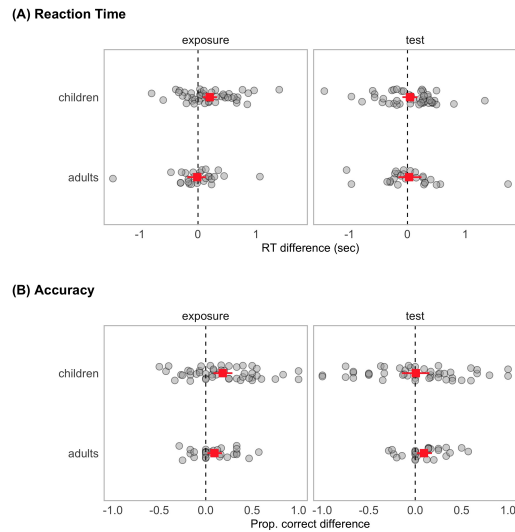 (A) Reaction Time
exposure test
children
adults
-1 0 1 -1 0 1
RT difference (sec)
(B) Accuracy
exposure test
children
adults
-1.0 -0.5 0.0 0.5 1.0 -1.0 -0.5 0.0 0.5 1.0
Prop. correct difference